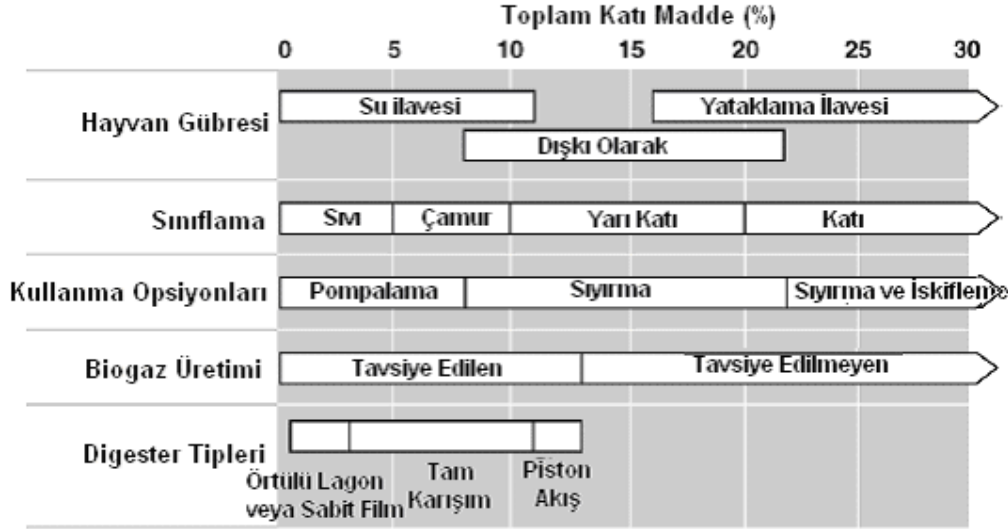 Toplam Katı Madde (%)
0 5 10 15 20 25 30
Hayvan Gübresi
Su ilavesi
Yataklama İlavesi
Dışkı Olarak
Sınıflama
Sıvı
Çamur
Yarı Katı
Katı
Kullanma Opsiyonları
Pompalama
Sıyırma
Sıyırma ve İskifleme
Biogaz Üretimi
Tavsiye Edilen
Tavsiye Edilmeyen
Digester Tipleri
Örtülü Lagon
veya Sabit Film
Tam
Karışım
Piston
Akış